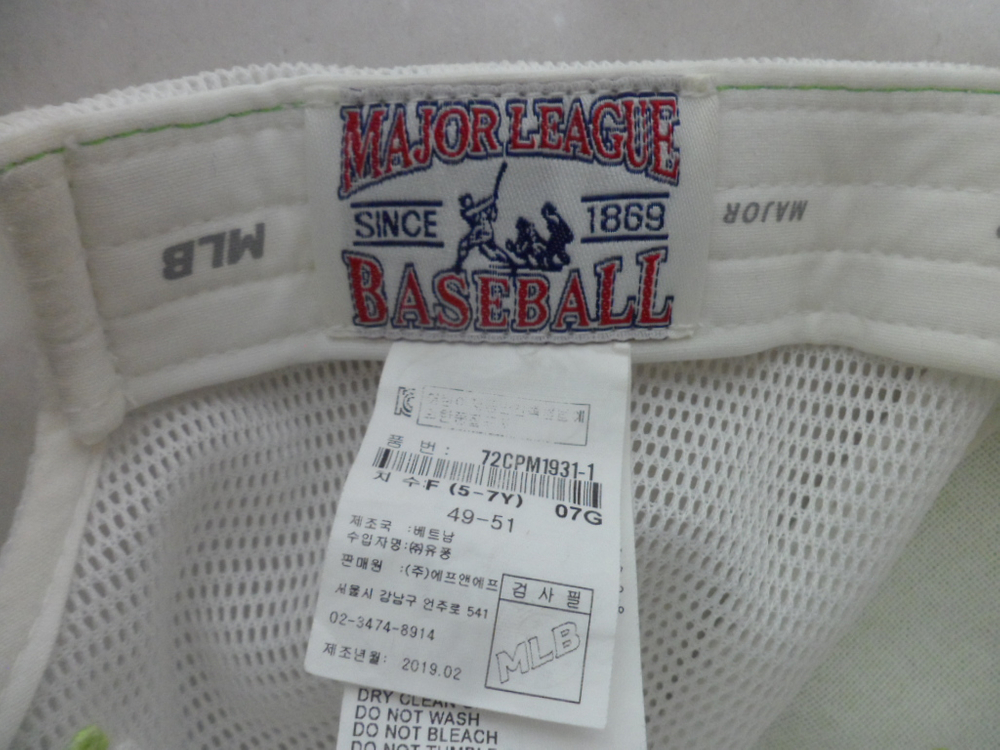 MAJOR LEAGUE
SINCE 1869
BASEBALL
MLB
MAJOR
품 번 : 72CPM1931-1
치 수:F (5-7Y) 07G
49-51
제조국 :베트남
수입자명:㈜유풍
판매원 :(주)에프앤에프
서울시 강남구 언주로 541
02-3474-8914
제조년월: 2019.02
검사필
MLB
DRY CLEAN
DO NOT WASH
DO NOT BLEACH
DO NOT TUMBLE